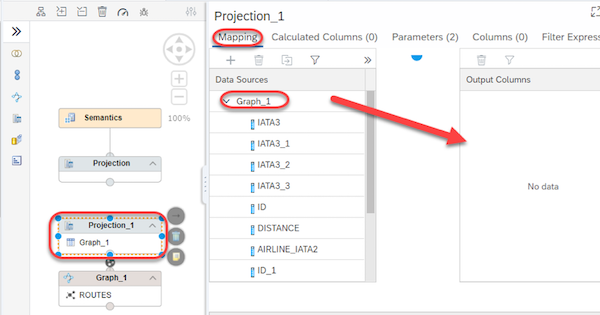 Semantics
100%
Projection
Projection_1
Graph_1
Graph_1
ROUTES
Projection_1
Mapping Calculated Columns (0) Parameters (2) Columns (0) Filter Express
Data Sources
Graph_1
IATA3
IATA3_1
IATA3_2
IATA3_3
ID
DISTANCE
AIRLINE_IATA2
ID_1
Output Columns
No data